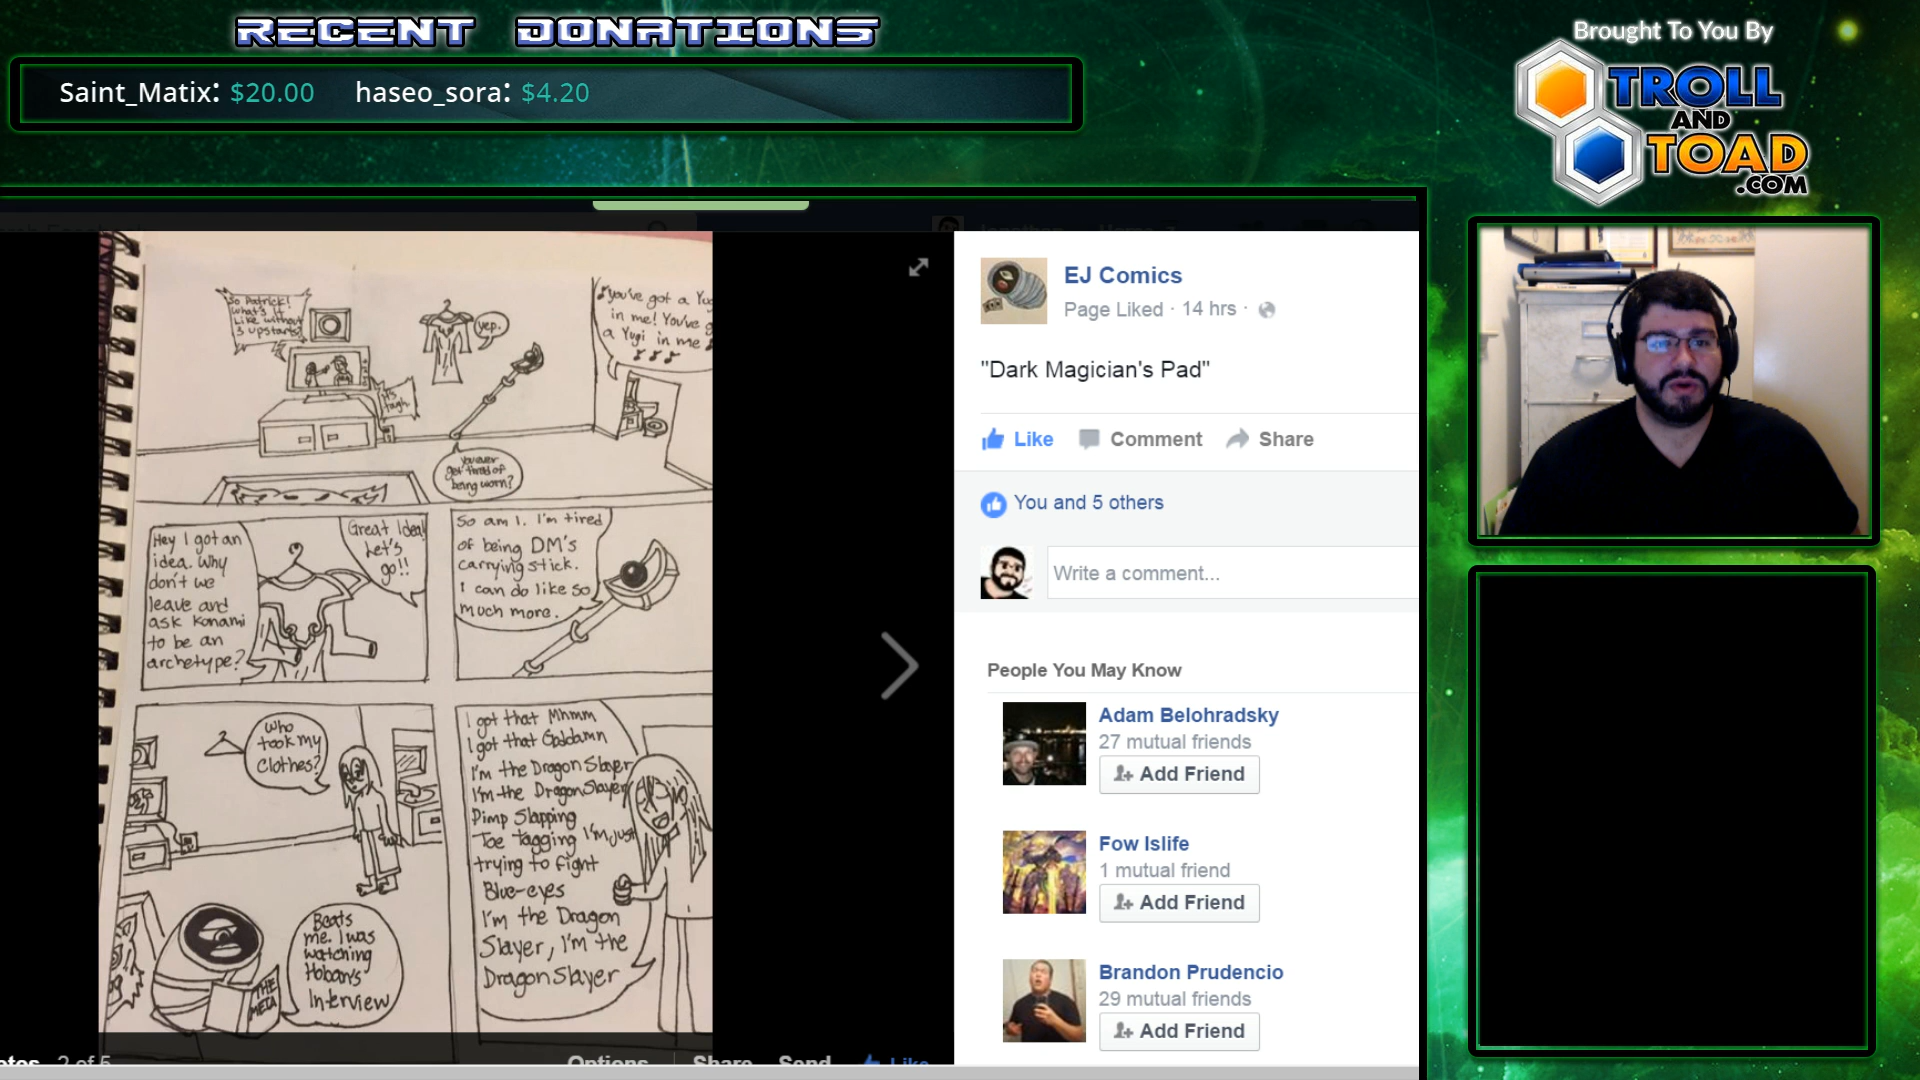 RECENT DONATIONS
Saint_Matix: $20.00 haseo_sora: $4.20
Brought To You By
TROLL
AND
TOAD
.COM
So Patrick!
What's it
Like without
3 upstarts?
It's
tough.
yep.
you ever
get tired of
being worn?
you've got a Yu
in me! You've g
a Yugi in me
Hey I got an
idea. Why
don't we
leave and
ask Konami
to be an
archetype?
Great Idea!
Let's
go!!
So am I. I'm tired
of being DM's
carrying stick.
I can do like so
much more.
Who
took my
Clothes?
Beats
me. I was
watching
Hoban's
Interview
THE
META
I got that Mhmm
I got that Goddamn
I'm the Dragon Slayer
I'm the Dragon Slayer
Pimp Slapping
Toe tagging I'm just
trying to fight
Blue-eyes
I'm the Dragon
Slayer, I'm the
Dragon Slayer
EJ Comics
Page Liked · 14 hrs ·
"Dark Magician's Pad"
Like Comment Share
You and 5 others
Write a comment...
People You May Know
Adam Belohradsky
27 mutual friends
Add Friend
Fow Islife
1 mutual friend
Add Friend
Brandon Prudencio
29 mutual friends
Add Friend
otos 2 of 5 Options Share Send Like